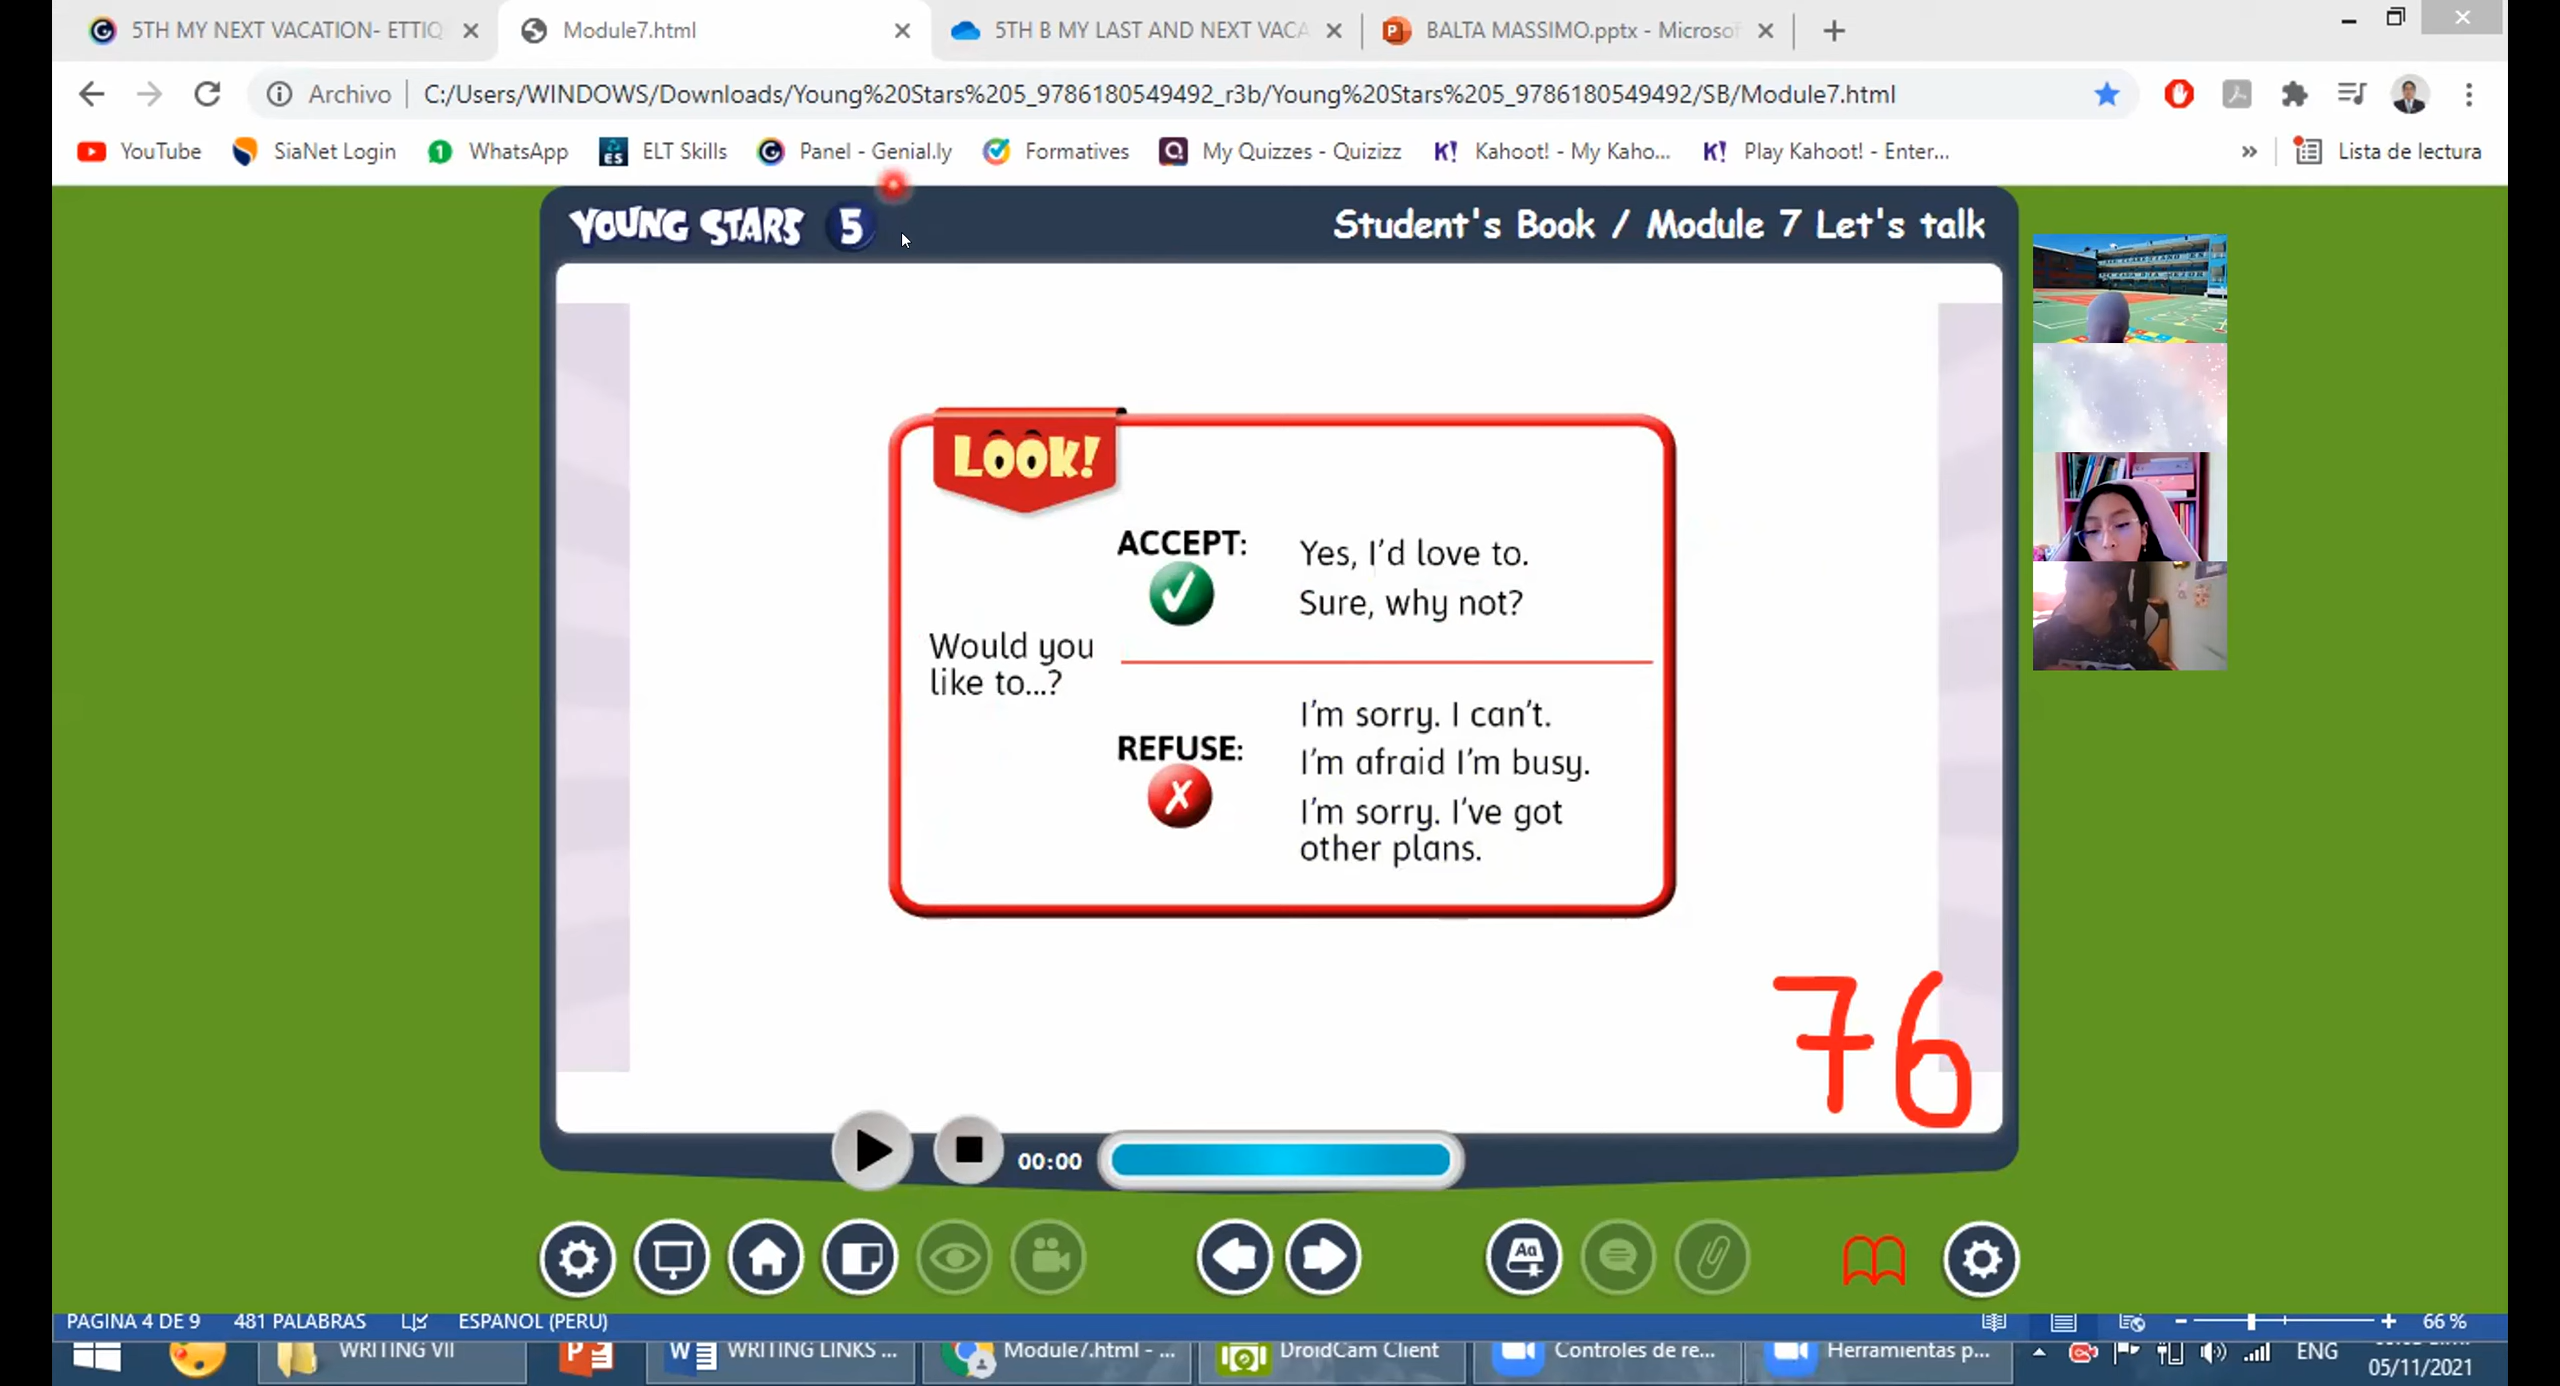 5TH MY NEXT VACATION- ETTIQ
Module7.html
5TH B MY LAST AND NEXT VACA
BALTA MASSIMO.pptx - Microsof
Archivo
C:/Users/WINDOWS/Downloads/Young%20Stars%205_9786180549492_r3b/Young%20Stars%205_9786180549492/SB/Module7.html
YouTube
SiaNet Login
WhatsApp
ELT Skills
Panel - Genial.ly
Formatives
My Quizzes - Quizizz
Kahoot! - My Kaho...
Play Kahoot! - Enter...
Lista de lectura
YOUNG STARS 5
Student's Book / Module 7 Let's talk
LOOK!
ACCEPT:
Yes, I'd love to.
Sure, why not?
Would you
like to...?
REFUSE:
I'm sorry. I can't.
I'm afraid I'm busy.
I'm sorry. I've got
other plans.
76
00:00
Aa
PÁGINA 4 DE 9
481 PALABRAS
ESPAÑOL (PERÚ)
66 %
WRITING VII
WRITING LINKS ...
Module7.html - ...
DroidCam Client
Controles de re...
Herramientas p...
ENG
05/11/2021